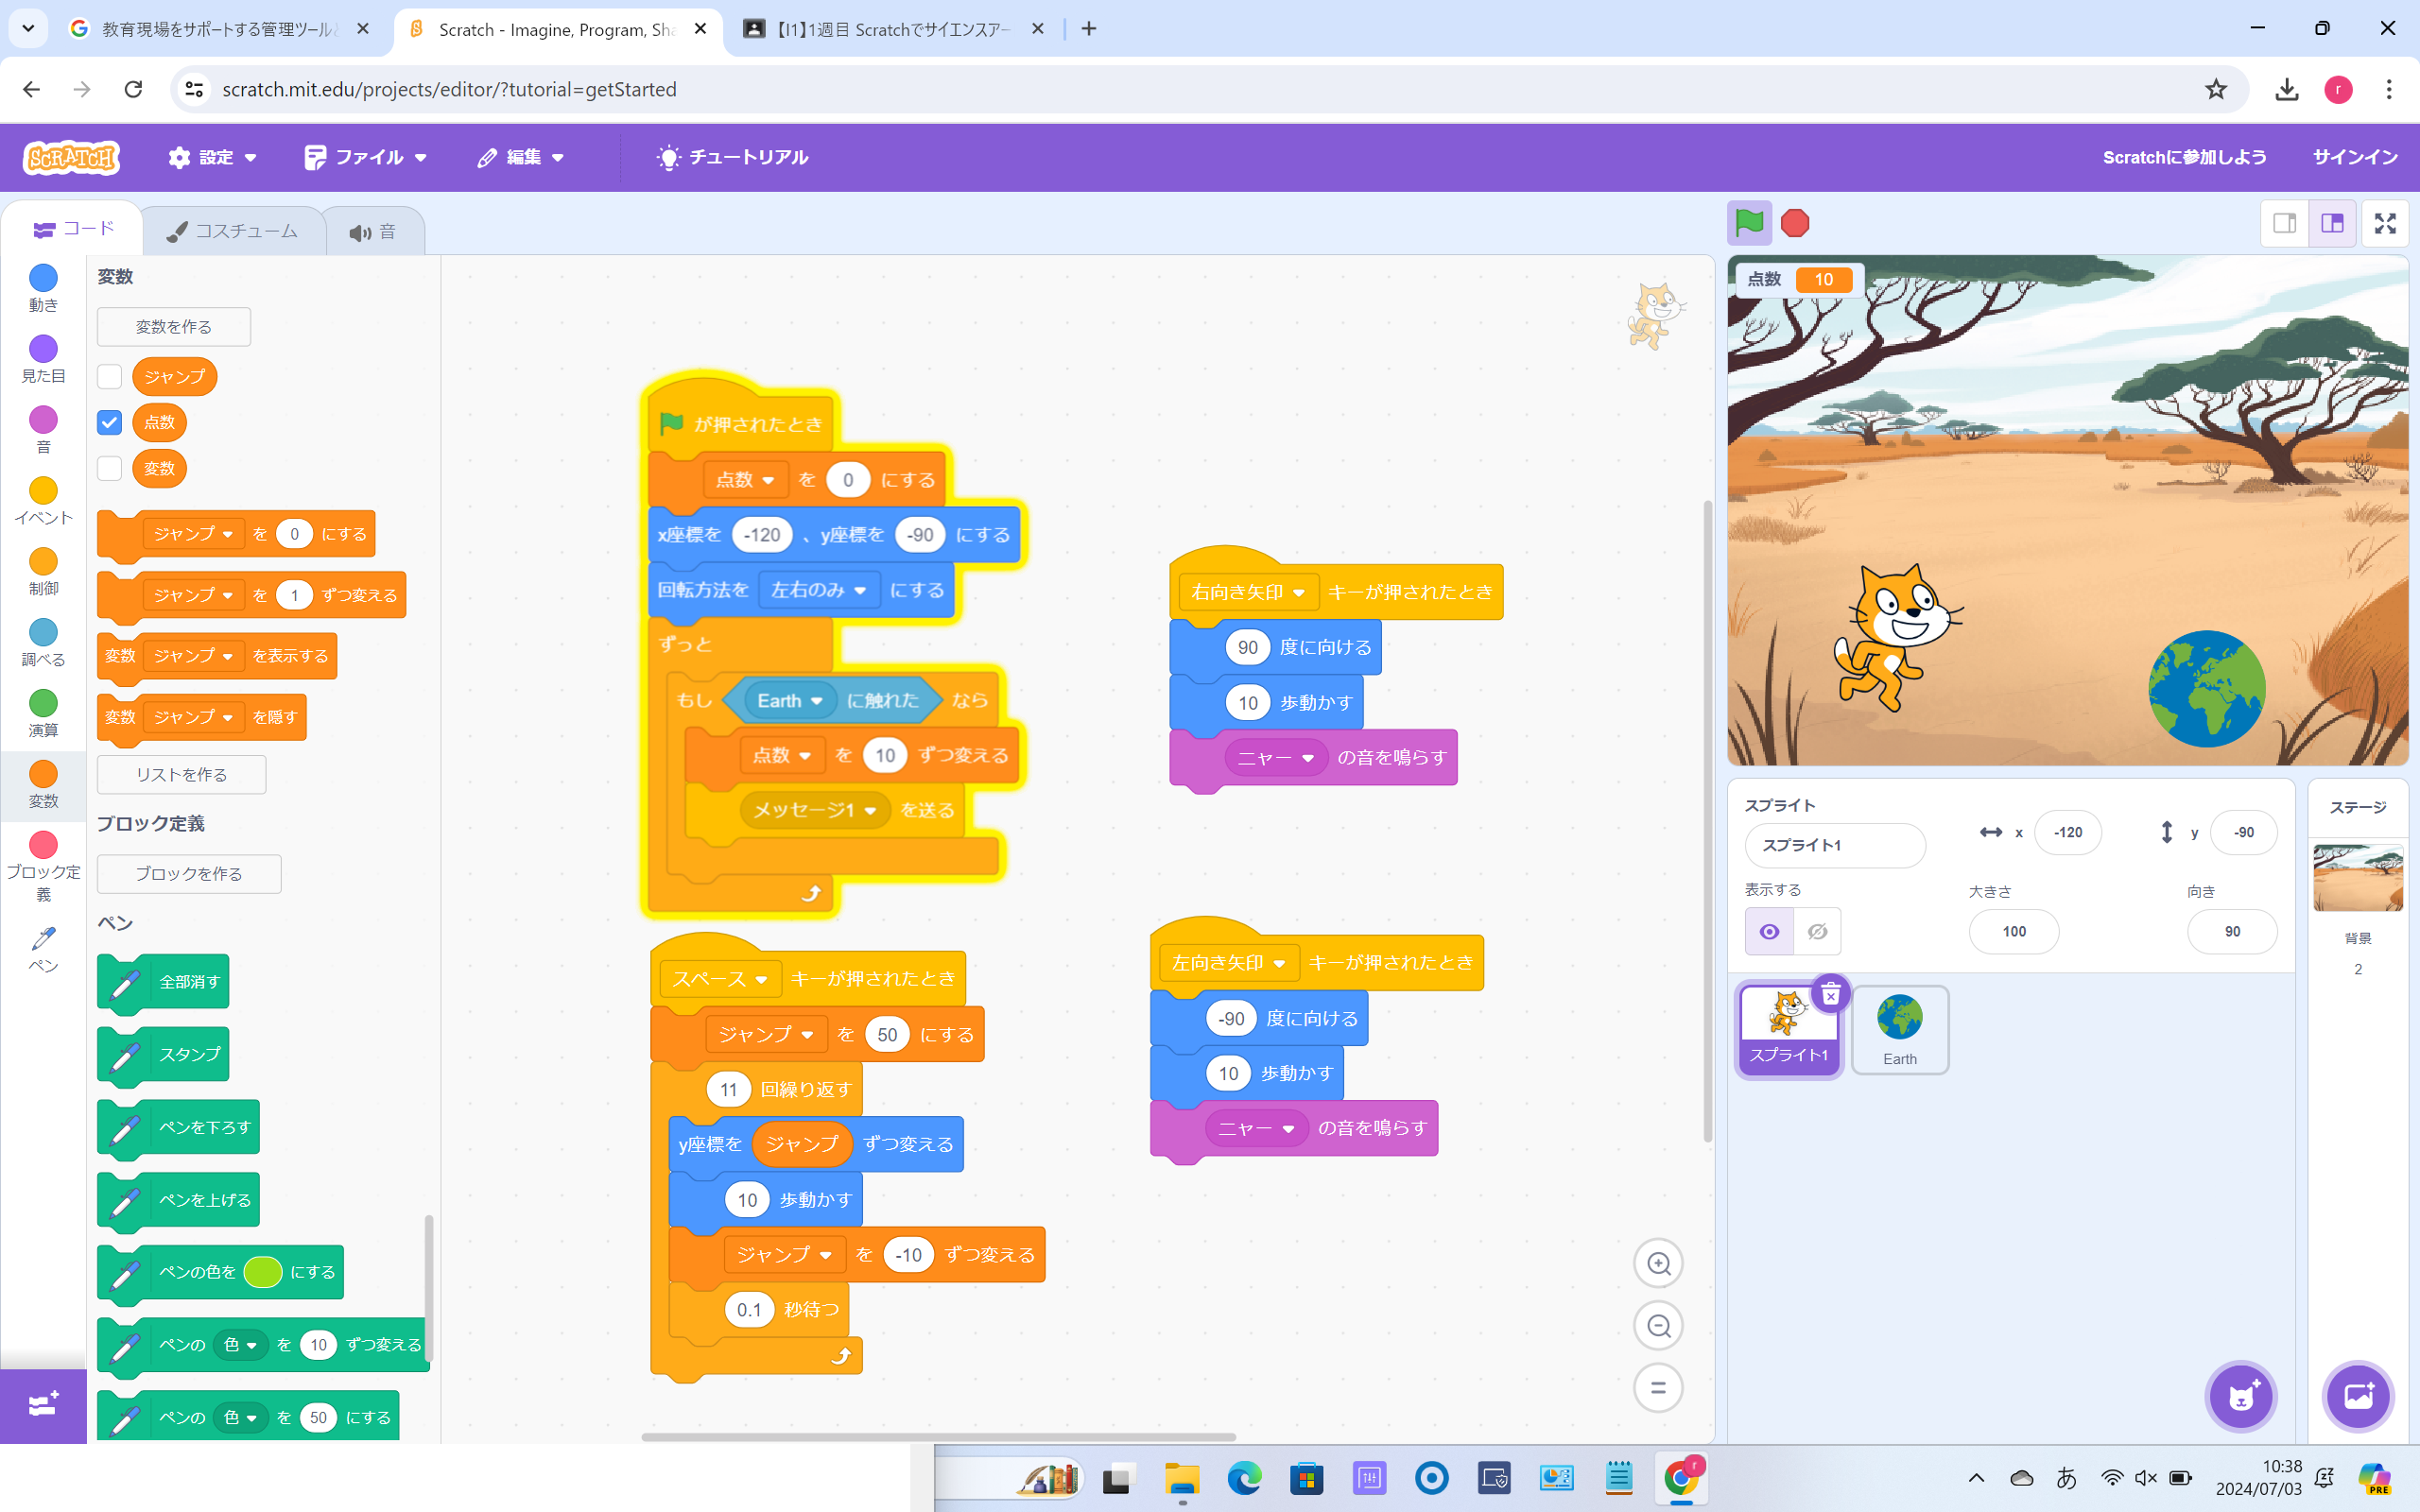 教育現場をサポートする管理ツールと
Scratch - Imagine, Program, Sha
【I1】1週目 Scratchでサイエンスアー
scratch.mit.edu/projects/editor/?tutorial=getStarted
r
SCRATCH
設定
ファイル
編集
チュートリアル
Scratchに参加しよう
サインイン
コード
コスチューム
音
動き
見た目
音
イベント
制御
調べる
演算
変数
ブロック定義
ペン
変数
変数を作る
ジャンプ
点数
変数
ジャンプ を 0 にする
ジャンプ を 1 ずつ変える
変数 ジャンプ を表示する
変数 ジャンプ を隠す
リストを作る
ブロック定義
ブロックを作る
ペン
全部消す
スタンプ
ペンを下ろす
ペンを上げる
ペンの色を にする
ペンの 色 を 10 ずつ変える
ペンの 色 を 50 にする
が押されたとき
点数 を 0 にする
x座標を -120 、y座標を -90 にする
回転方法を 左右のみ にする
ずっと
もし Earth に触れた なら
点数 を 10 ずつ変える
メッセージ1 を送る
スペース キーが押されたとき
ジャンプ を 50 にする
11 回繰り返す
y座標を ジャンプ ずつ変える
10 歩動かす
ジャンプ を -10 ずつ変える
0.1 秒待つ
右向き矢印 キーが押されたとき
90 度に向ける
10 歩動かす
ニャー の音を鳴らす
左向き矢印 キーが押されたとき
-90 度に向ける
10 歩動かす
ニャー の音を鳴らす
点数 10
スプライト
スプライト1
x -120
y -90
表示する
大きさ
向き
100
90
スプライト1
Earth
ステージ
背景
2
あ
10:38
2024/07/03
r
PRE